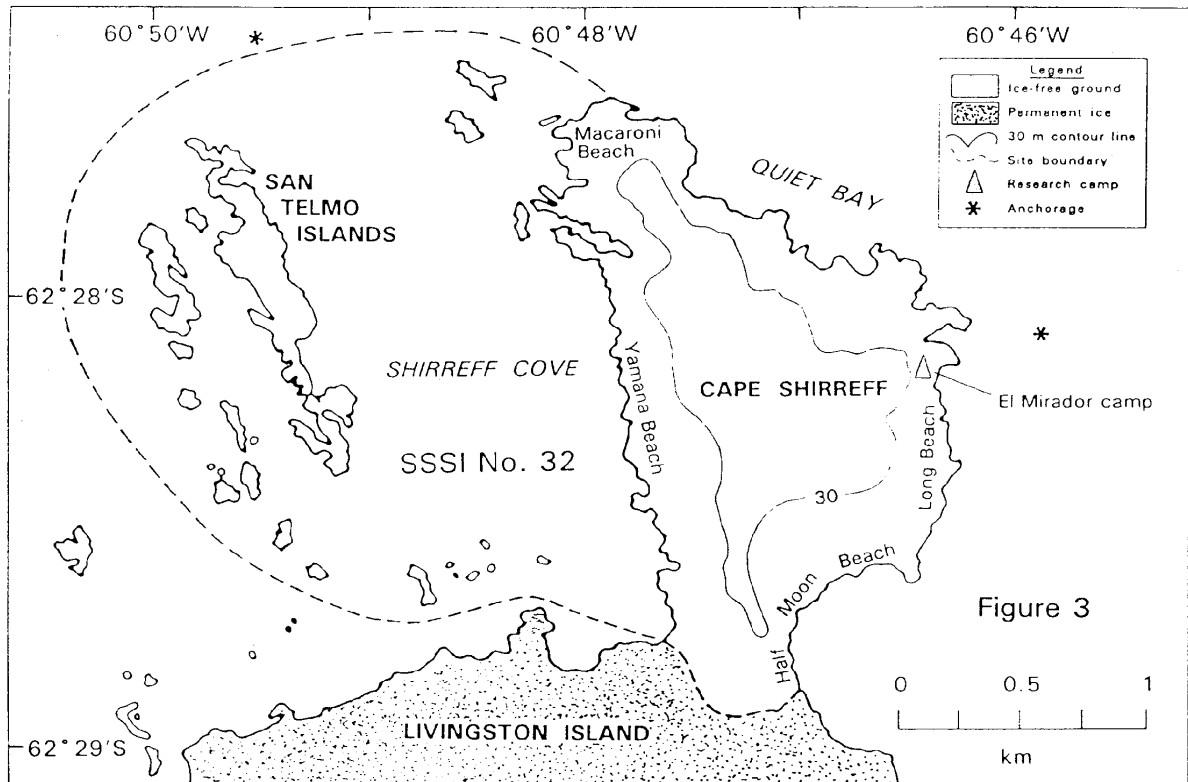 60°50'W
60°48'W
60°46'W
Legend
Ice-free ground
Permanent ice
30 m contour line
Site boundary
Research camp
Anchorage
Macaroni
Beach
QUIET BAY
SAN
TELMO
ISLANDS
62°28'S
SHIRREFF COVE
Yamana Beach
CAPE SHIRREFF
El Mirador camp
Long Beach
SSSI No. 32
30
Half Moon Beach
Figure 3
0 0.5 1
km
LIVINGSTON ISLAND
62°29'S